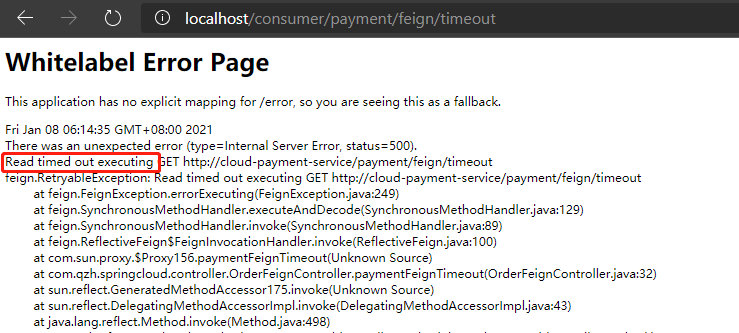 localhost/consumer/payment/feign/timeout
Whitelabel Error Page
This application has no explicit mapping for /error, so you are seeing this as a fallback.
Fri Jan 08 06:14:35 GMT+08:00 2021
There was an unexpected error (type=Internal Server Error, status=500).
Read timed out executing GET http://cloud-payment-service/payment/feign/timeout
feign.RetryableException: Read timed out executing GET http://cloud-payment-service/payment/feign/timeout
at feign.FeignException.errorExecuting(FeignException.java:249)
at feign.SynchronousMethodHandler.executeAndDecode(SynchronousMethodHandler.java:129)
at feign.SynchronousMethodHandler.invoke(SynchronousMethodHandler.java:89)
at feign.ReflectiveFeign$FeignInvocationHandler.invoke(ReflectiveFeign.java:100)
at com.sun.proxy.$Proxy156.paymentFeignTimeout(Unknown Source)
at com.qzh.springcloud.controller.OrderFeignController.paymentFeignTimeout(OrderFeignController.java:32)
at sun.reflect.GeneratedMethodAccessor175.invoke(Unknown Source)
at sun.reflect.DelegatingMethodAccessorImpl.invoke(DelegatingMethodAccessorImpl.java:43)
at java.lang.reflect.Method.invoke(Method.java:498)